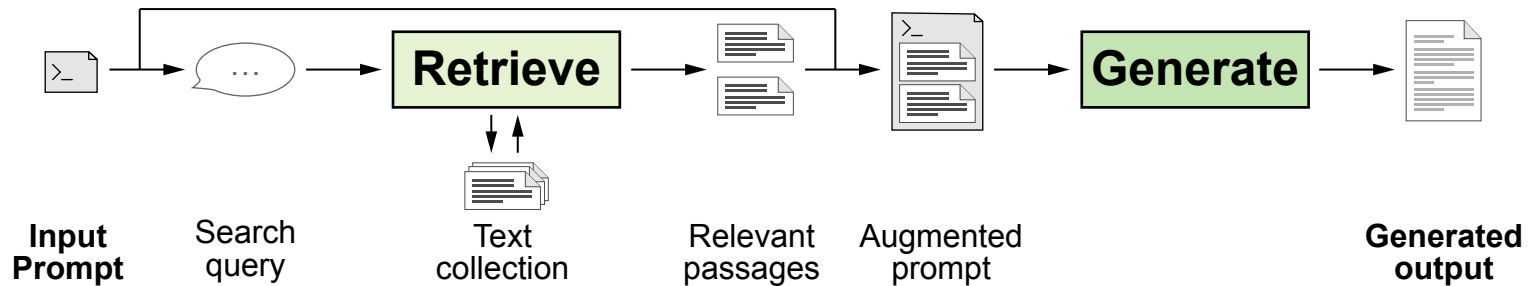 >_
...
Retrieve
>_
Generate
Input
Prompt
Search
query
Text
collection
Relevant
passages
Augmented
prompt
Generated
output